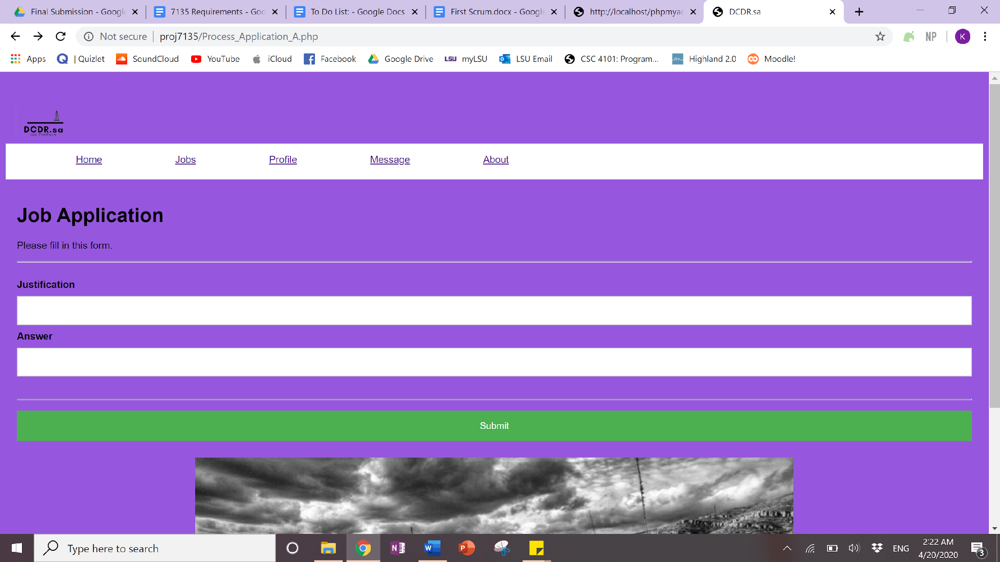 Final Submission - Google
7135 Requirements - Goo
To Do List: - Google Docs
First Scrum.docx - Google
http://localhost/phpmyad
DCDR.sa
Not secure
proj7135/Process_Application_A.php
NP
K
Apps
| Quizlet
SoundCloud
YouTube
iCloud
Facebook
Google Drive
LSU myLSU
LSU Email
CSC 4101: Program...
Highland 2.0
Moodle!
DCDR.sa
Job Platform
Home
Jobs
Profile
Message
About
Job Application
Please fill in this form.
Justification
Answer
Submit
Type here to search
ENG
2:22 AM
4/20/2020
3